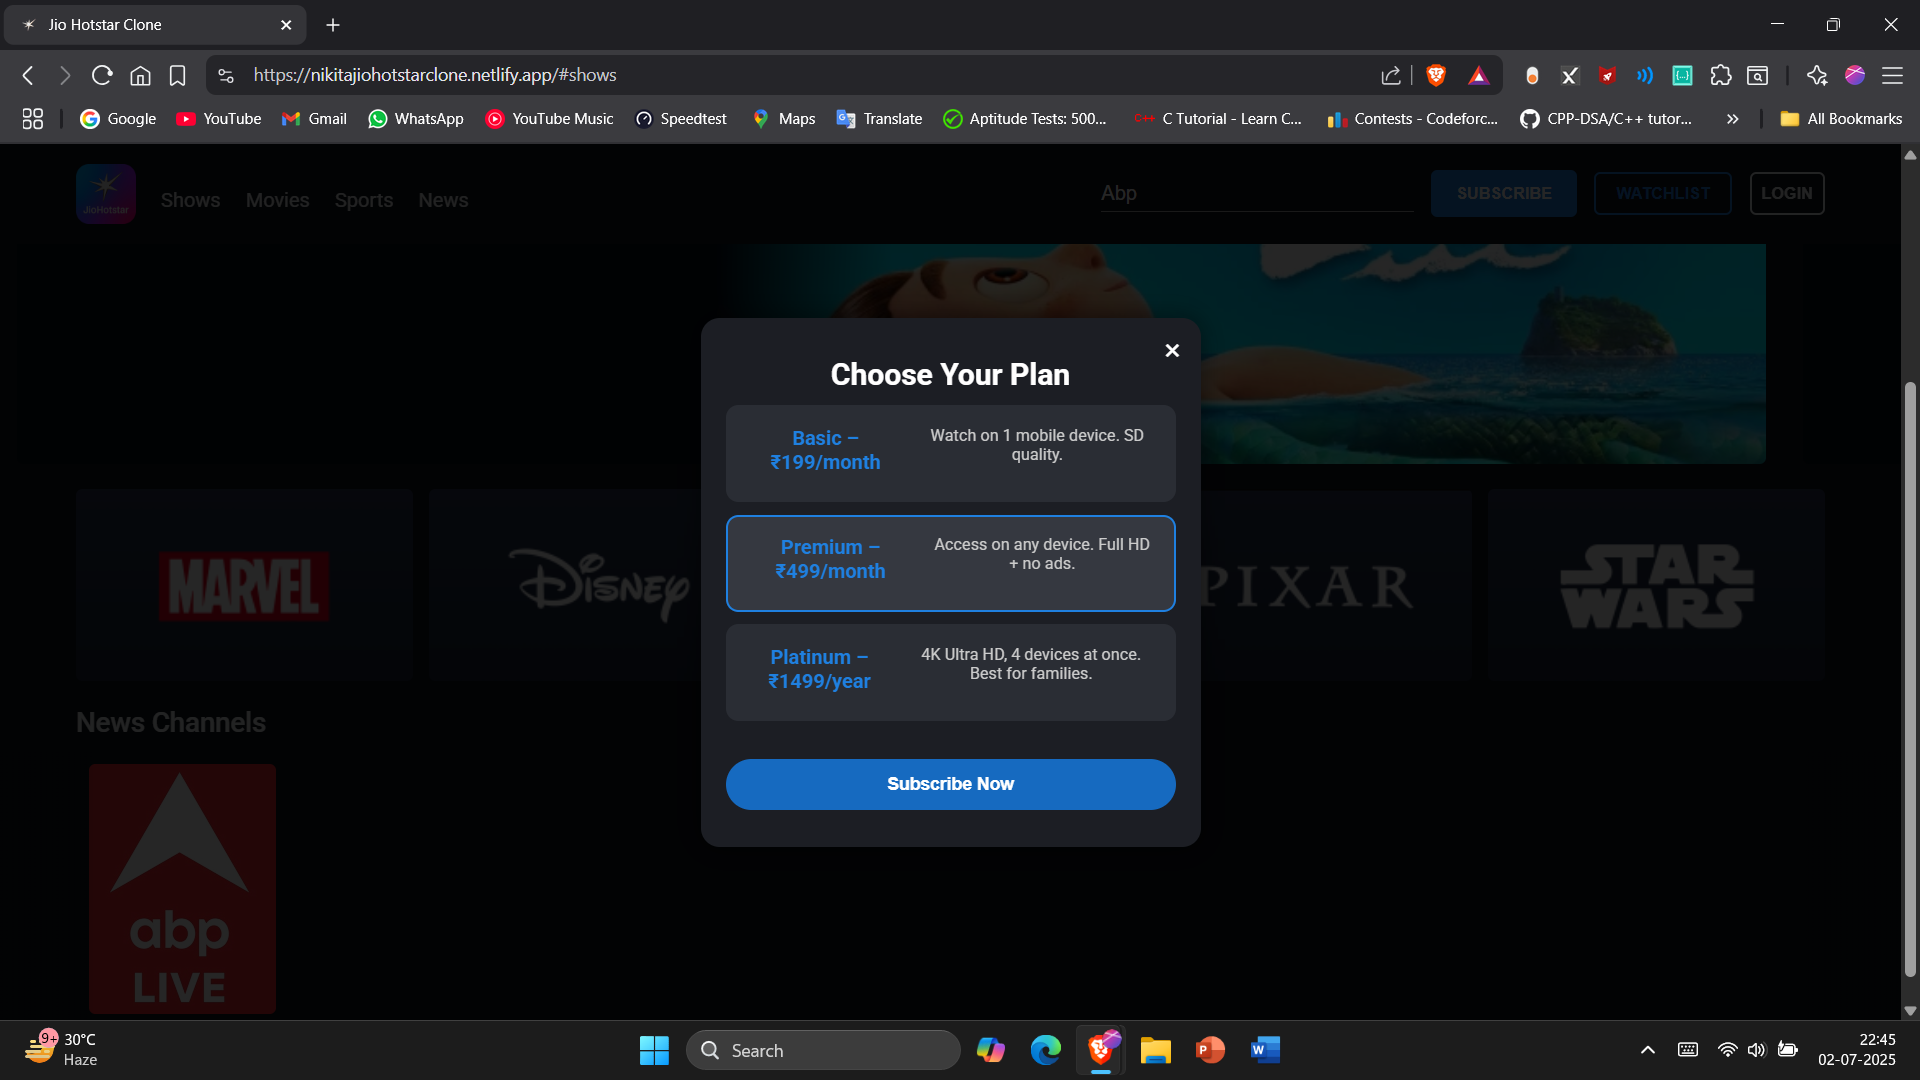 Jio Hotstar Clone
https://nikitajiohotstarclone.netlify.app/#shows
Google YouTube Gmail WhatsApp YouTube Music Speedtest Maps Translate Aptitude Tests: 500... C Tutorial - Learn C... Contests - Codeforc... CPP-DSA/C++ tutor... » All Bookmarks
JioHotstar
Shows Movies Sports News
Abp
SUBSCRIBE WATCHLIST LOGIN
Choose Your Plan
Basic –
₹199/month
Watch on 1 mobile device. SD
quality.
Premium –
₹499/month
Access on any device. Full HD
+ no ads.
Platinum –
₹1499/year
4K Ultra HD, 4 devices at once.
Best for families.
Subscribe Now
MARVEL
Disney
PIXAR
STAR
WARS
News Channels
abp
LIVE
9+
30°C
Haze
Search
22:45
02-07-2025